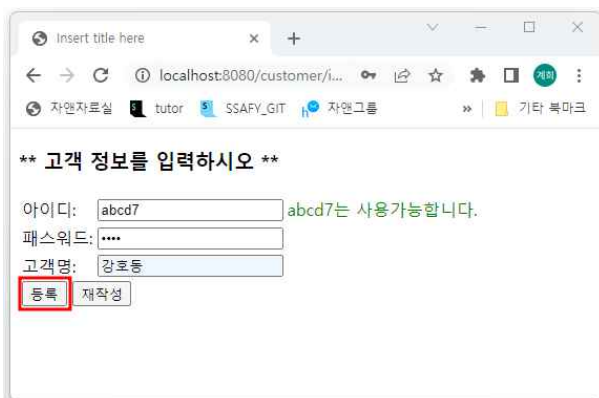 Insert title here
localhost:8080/customer/i...
계희
자앤자료실 tutor SSAFY_GIT 자앤그룹 » 기타 북마크
** 고객 정보를 입력하시오 **
아이디: abcd7 abcd7는 사용가능합니다.
패스워드: ••••
고객명: 강호동
등록 재작성